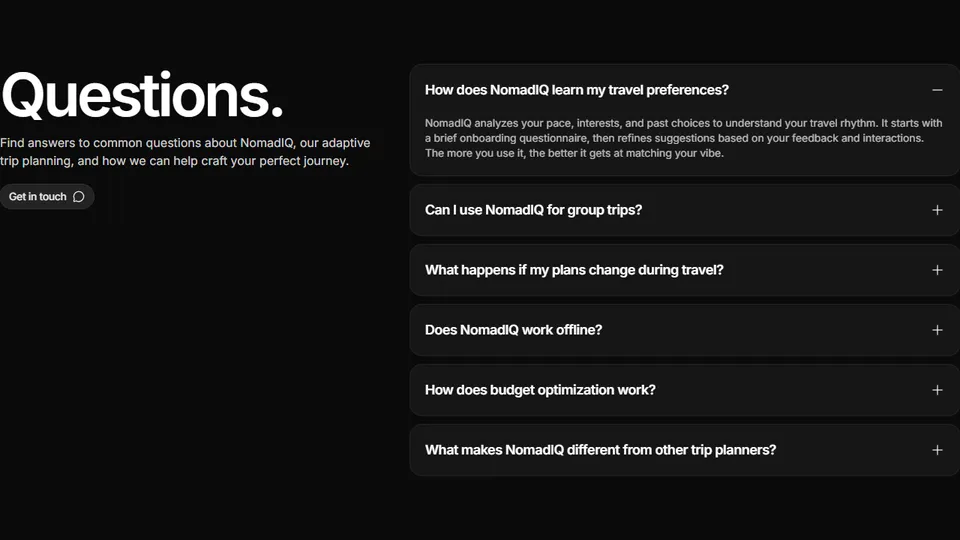 Questions.
Find answers to common questions about NomadIQ, our adaptive
trip planning, and how we can help craft your perfect journey.
Get in touch
How does NomadIQ learn my travel preferences?
NomadIQ analyzes your pace, interests, and past choices to understand your travel rhythm. It starts with
a brief onboarding questionnaire, then refines suggestions based on your feedback and interactions.
The more you use it, the better it gets at matching your vibe.
Can I use NomadIQ for group trips?
What happens if my plans change during travel?
Does NomadIQ work offline?
How does budget optimization work?
What makes NomadIQ different from other trip planners?